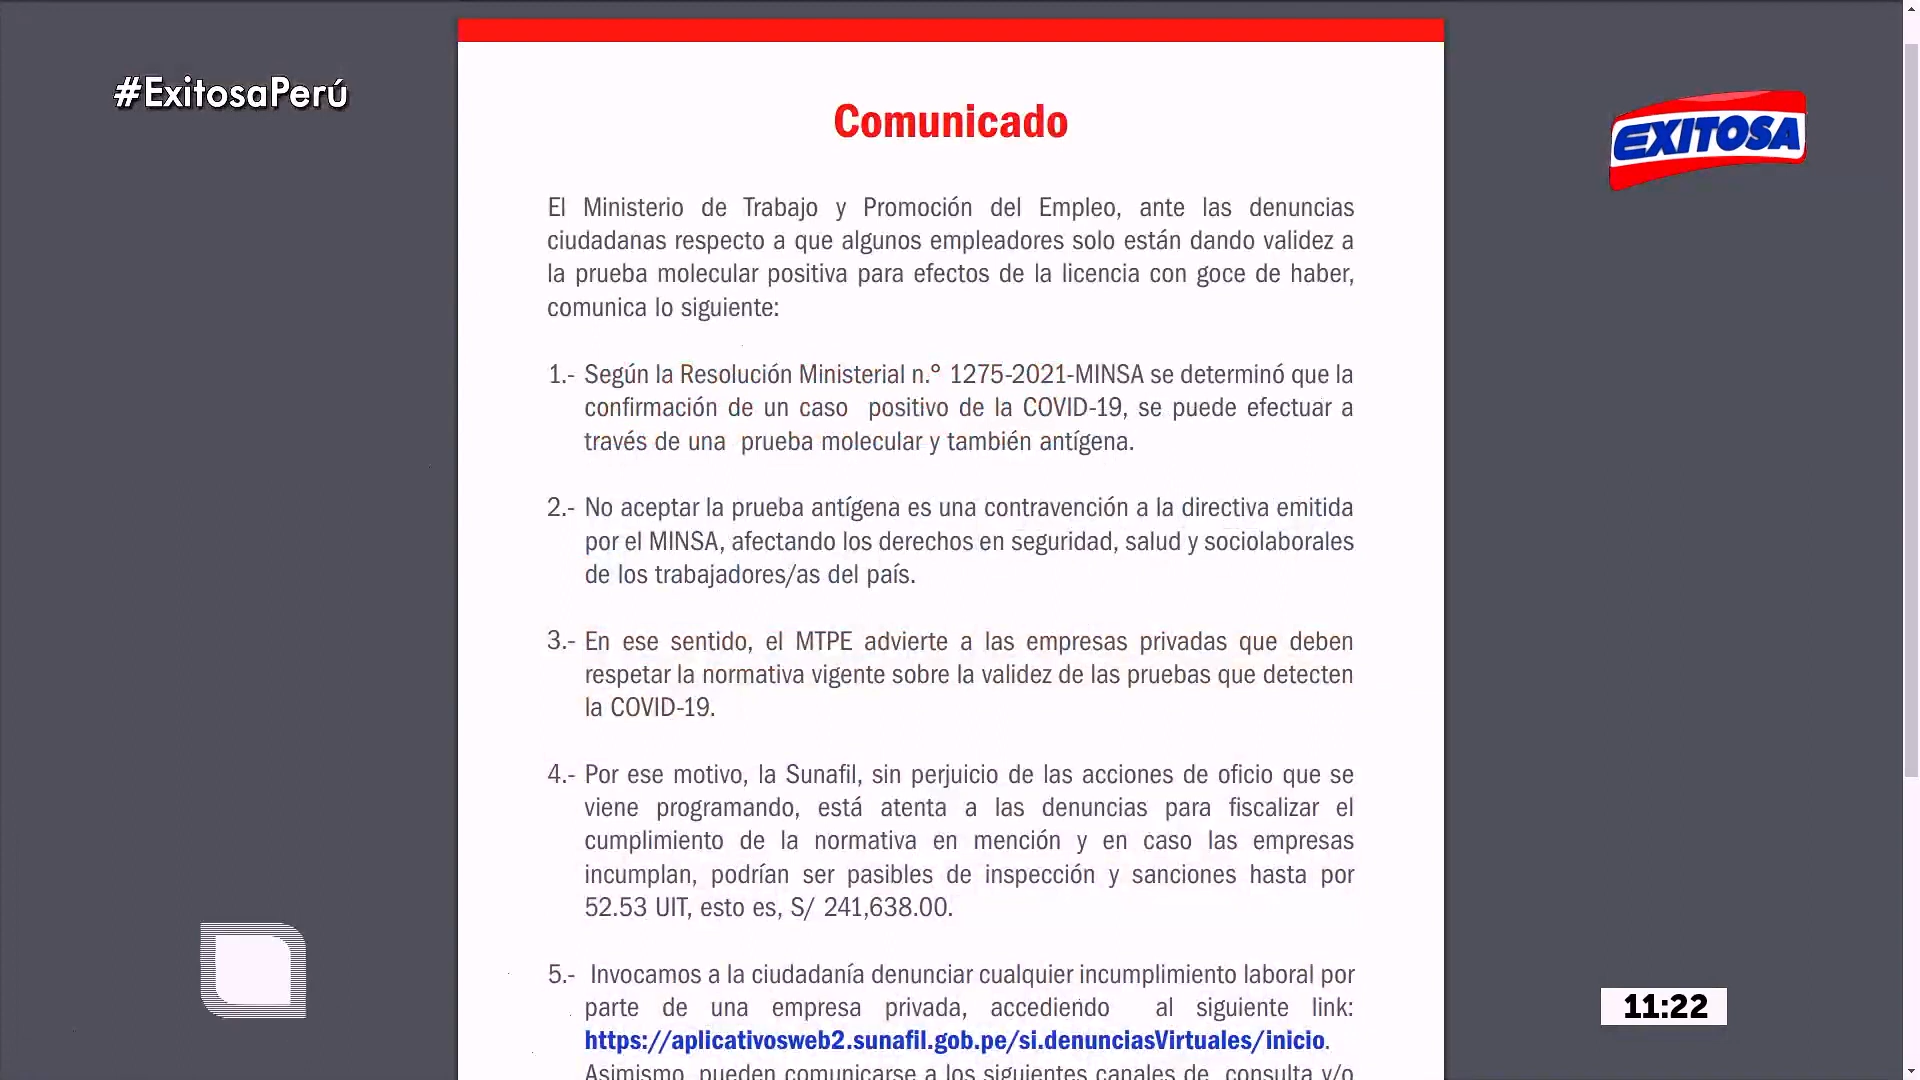 #ExitosaPerú
EXITOSA
Comunicado
El Ministerio de Trabajo y Promoción del Empleo, ante las denuncias
ciudadanas respecto a que algunos empleadores solo están dando validez a
la prueba molecular positiva para efectos de la licencia con goce de haber,
comunica lo siguiente:
1.- Según la Resolución Ministerial n.° 1275-2021-MINSA se determinó que la
confirmación de un caso positivo de la COVID-19, se puede efectuar a
través de una prueba molecular y también antígena.
2.- No aceptar la prueba antígena es una contravención a la directiva emitida
por el MINSA, afectando los derechos en seguridad, salud y sociolaborales
de los trabajadores/as del país.
3.- En ese sentido, el MTPE advierte a las empresas privadas que deben
respetar la normativa vigente sobre la validez de las pruebas que detecten
la COVID-19.
4.- Por ese motivo, la Sunafil, sin perjuicio de las acciones de oficio que se
viene programando, está atenta a las denuncias para fiscalizar el
cumplimiento de la normativa en mención y en caso las empresas
incumplan, podrían ser pasibles de inspección y sanciones hasta por
52.53 UIT, esto es, S/ 241,638.00.
5.- Invocamos a la ciudadanía denunciar cualquier incumplimiento laboral por
parte de una empresa privada, accediendo al siguiente link:
https://aplicativosweb2.sunafil.gob.pe/si.denunciasVirtuales/inicio.
Asimismo, pueden comunicarse a los siguientes canales de consulta y/o
11:22